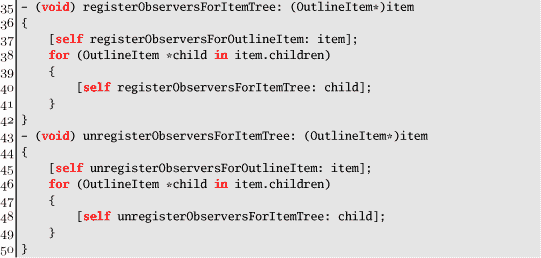 35 - (void) registerObserversForItemTree: (OutlineItem*)item
36 {
37     [self registerObserversForOutlineItem: item];
38     for (OutlineItem *child in item.children)
39     {
40         [self registerObserversForItemTree: child];
41     }
42 }
43 - (void) unregisterObserversForItemTree: (OutlineItem*)item
44 {
45     [self unregisterObserversForOutlineItem: item];
46     for (OutlineItem *child in item.children)
47     {
48         [self unregisterObserversForItemTree: child];
49     }
50 }